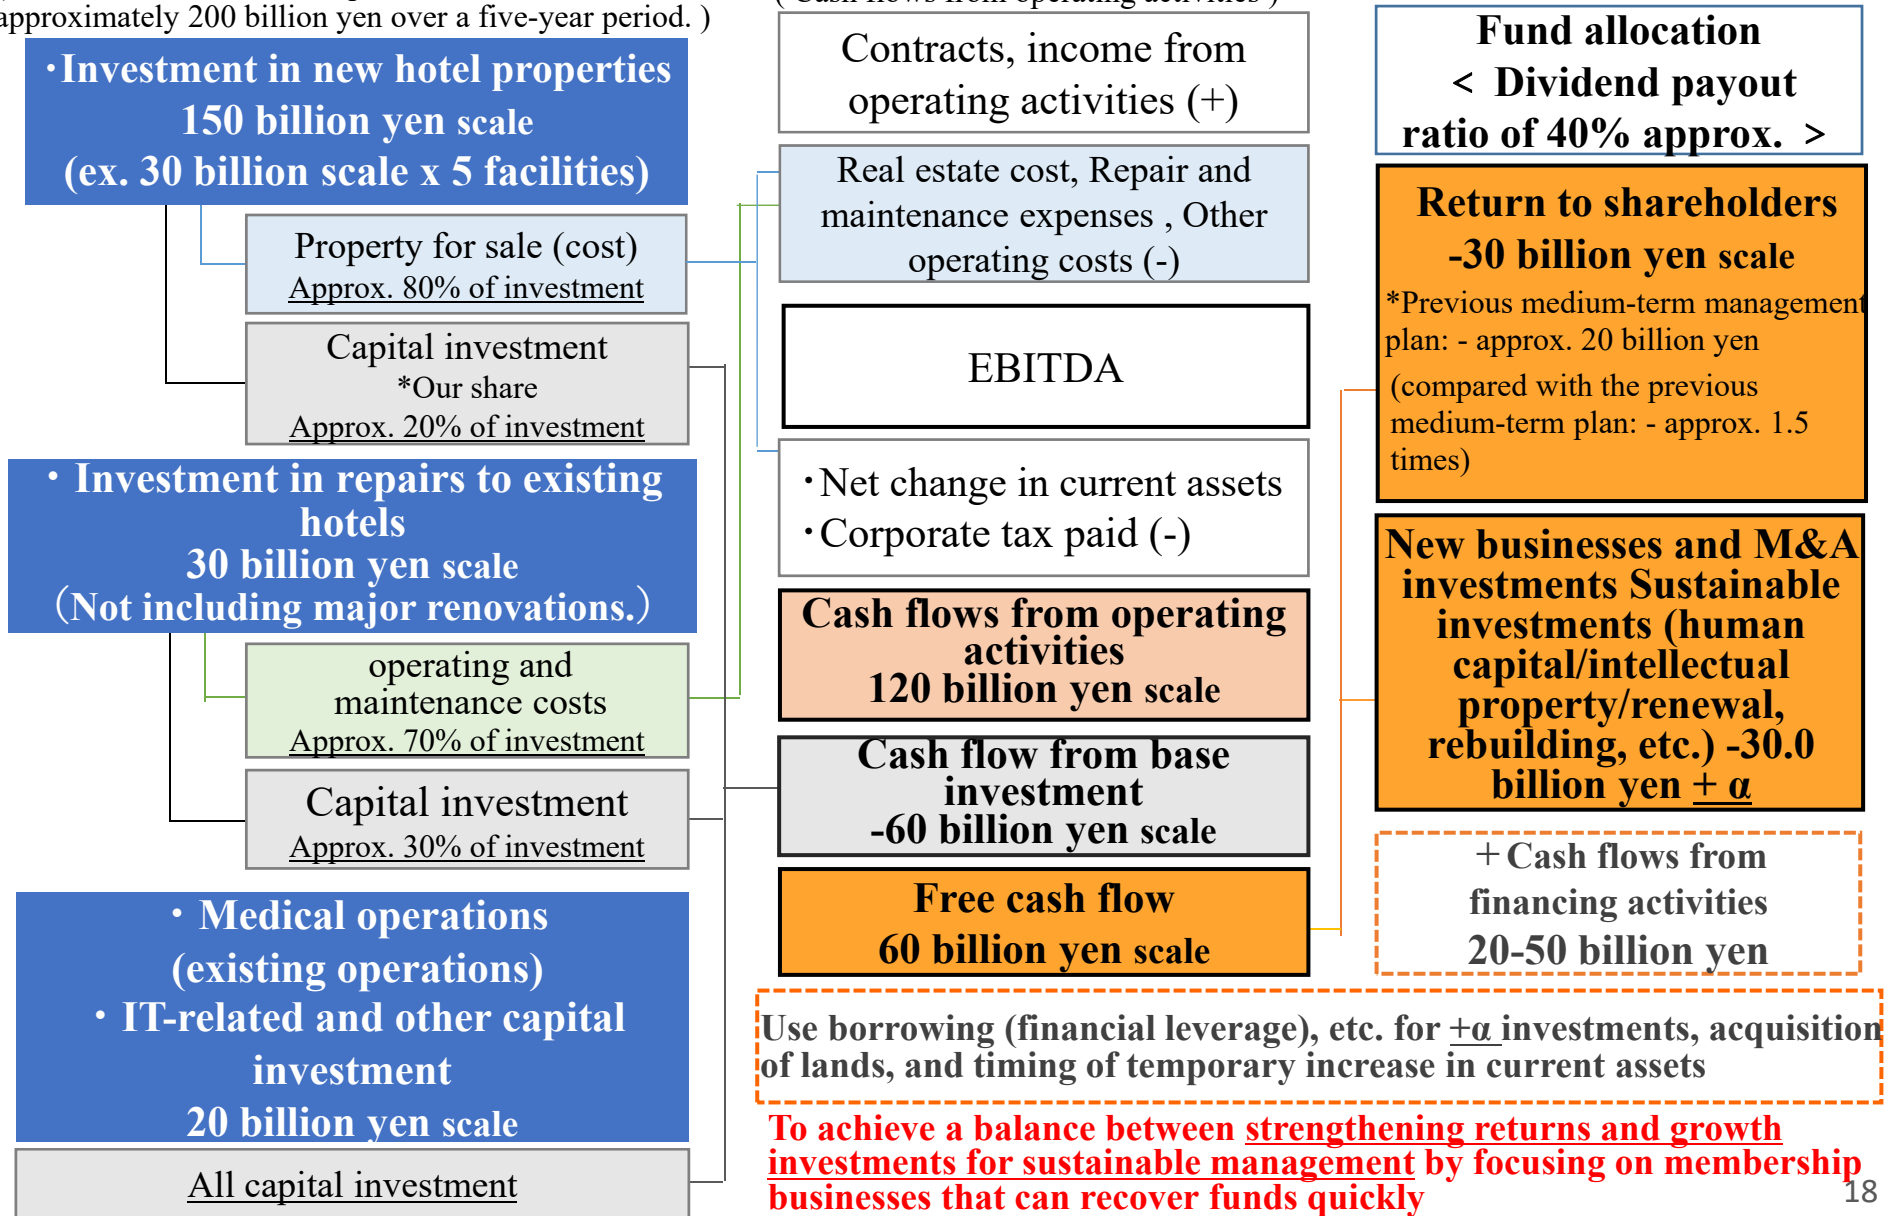 approximately 200 billion yen over a five-year period. )
・Investment in new hotel properties
150 billion yen scale
(ex. 30 billion scale x 5 facilities)
Property for sale (cost)
Approx. 80% of investment
Capital investment
*Our share
Approx. 20% of investment
・ Investment in repairs to existing
hotels
30 billion yen scale
（Not including major renovations.）
operating and
maintenance costs
Approx. 70% of investment
Capital investment
Approx. 30% of investment
・ Medical operations
(existing operations)
・ IT-related and other capital
investment
20 billion yen scale
All capital investment
( Cash flows from operating activities )
Contracts, income from
operating activities (+)
Real estate cost, Repair and
maintenance expenses , Other
operating costs (-)
EBITDA
・Net change in current assets
・Corporate tax paid (-)
Cash flows from operating
activities
120 billion yen scale
Cash flow from base
investment
-60 billion yen scale
Free cash flow
60 billion yen scale
Fund allocation
< Dividend payout
ratio of 40% approx. >
Return to shareholders
-30 billion yen scale
*Previous medium-term management
plan: - approx. 20 billion yen
(compared with the previous
medium-term plan: - approx. 1.5
times)
New businesses and M&A
investments Sustainable
investments (human
capital/intellectual
property/renewal,
rebuilding, etc.) -30.0
billion yen + α
＋Cash flows from
financing activities
20-50 billion yen
Use borrowing (financial leverage), etc. for +α investments, acquisition
of lands, and timing of temporary increase in current assets
To achieve a balance between strengthening returns and growth
investments for sustainable management by focusing on membership
businesses that can recover funds quickly
18